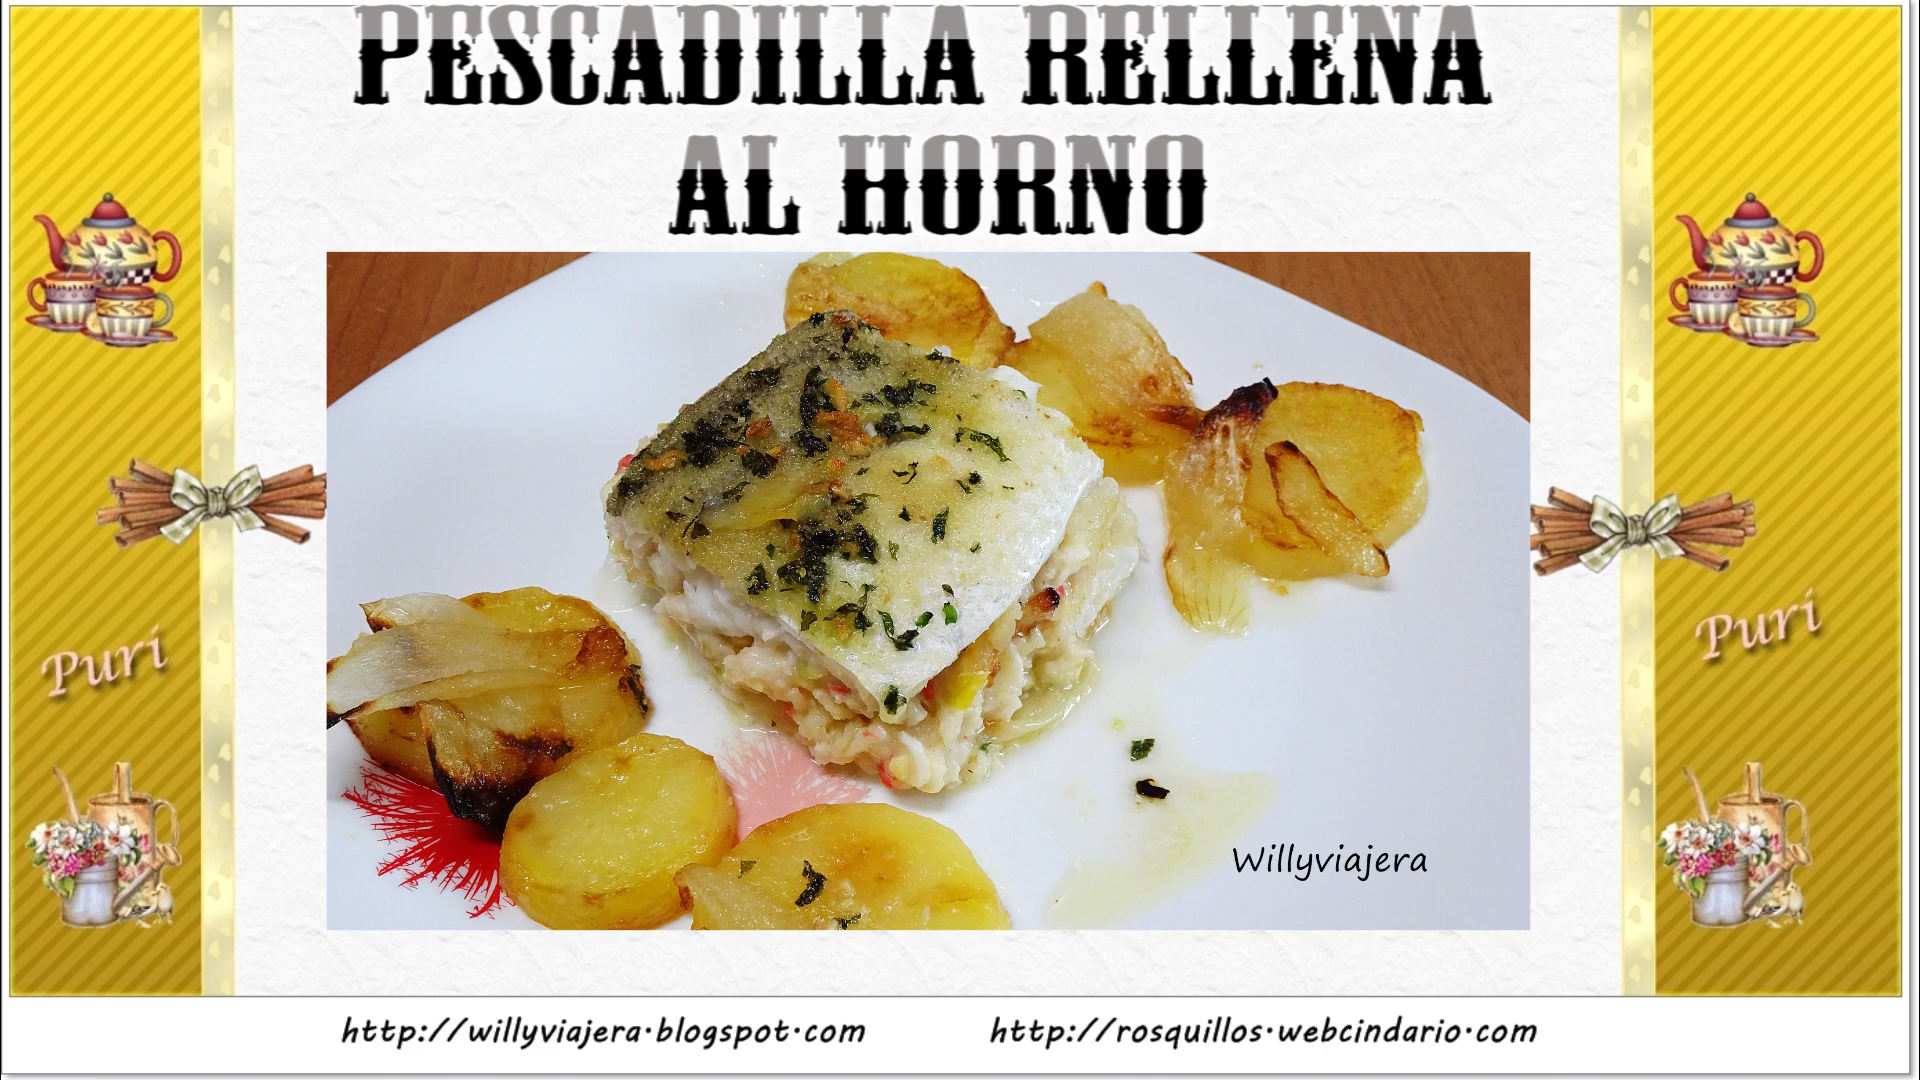 PESCADILLA RELLENA
AL HORNO
Puri
Puri
Willyviajera
http://willyviajera.blogspot.com
http://rosquillos.webcindario.com